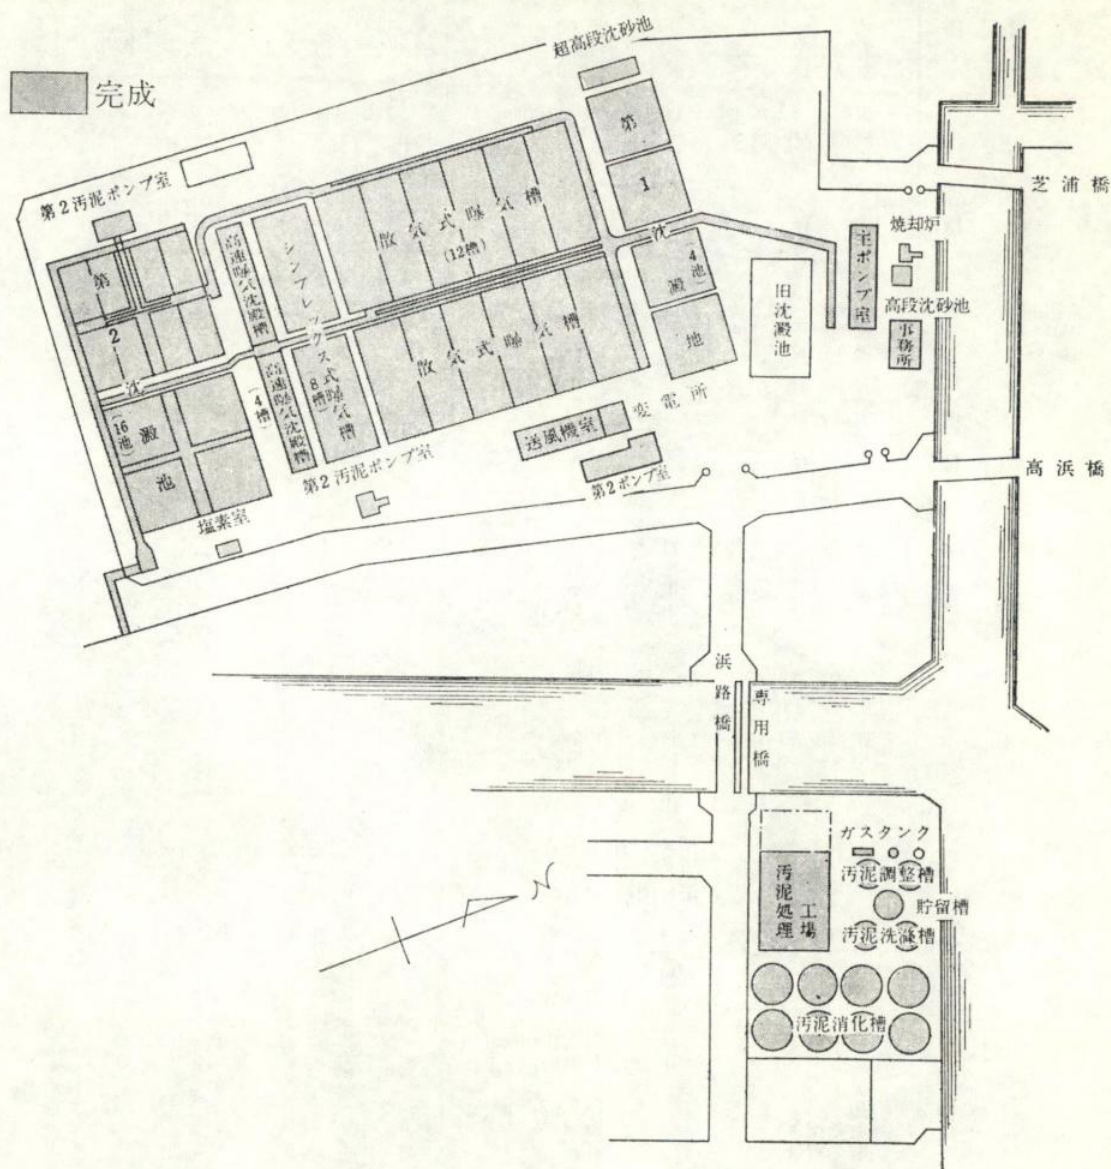 完成
超高段沈砂池
第2汚泥ポンプ室
第1沈澱地
(4池)
芝浦橋
焼却炉
主ポンプ室
高段沈砂池
事務所
旧沈澱池
散気式曝気槽
(12槽)
散気式曝気槽
シンプレックス式曝気槽
(8槽)
高速曝気沈澱槽
高速曝気沈澱槽
(4槽)
第2沈澱池
(16池)
変電所
送風機室
第2ポンプ室
第2汚泥ポンプ室
塩素室
高浜橋
浜路橋
専用橋
ガスタンク
汚泥調整槽
汚泥処理工場
貯留槽
汚泥洗滌槽
汚泥消化槽
N